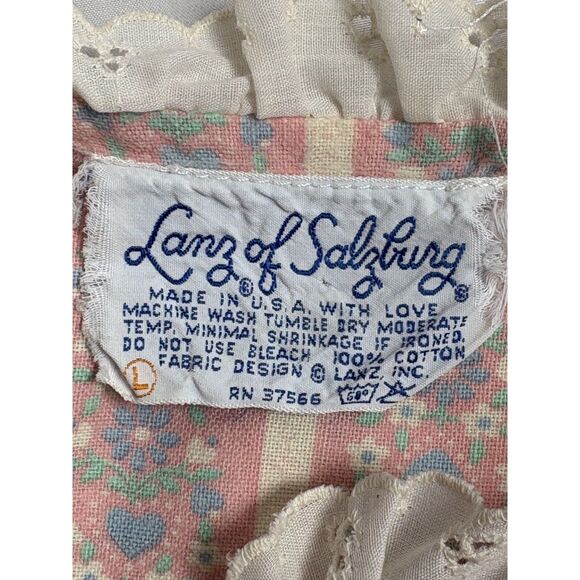 Lanz of Salzburg
® ®
MADE IN U.S.A. WITH LOVE
MACHINE WASH TUMBLE DRY MODERATE
TEMP. MINIMAL SHRINKAGE IF IRONED.
DO NOT USE BLEACH 100% COTTON
FABRIC DESIGN © LANZ, INC.
L
RN 37566 50°